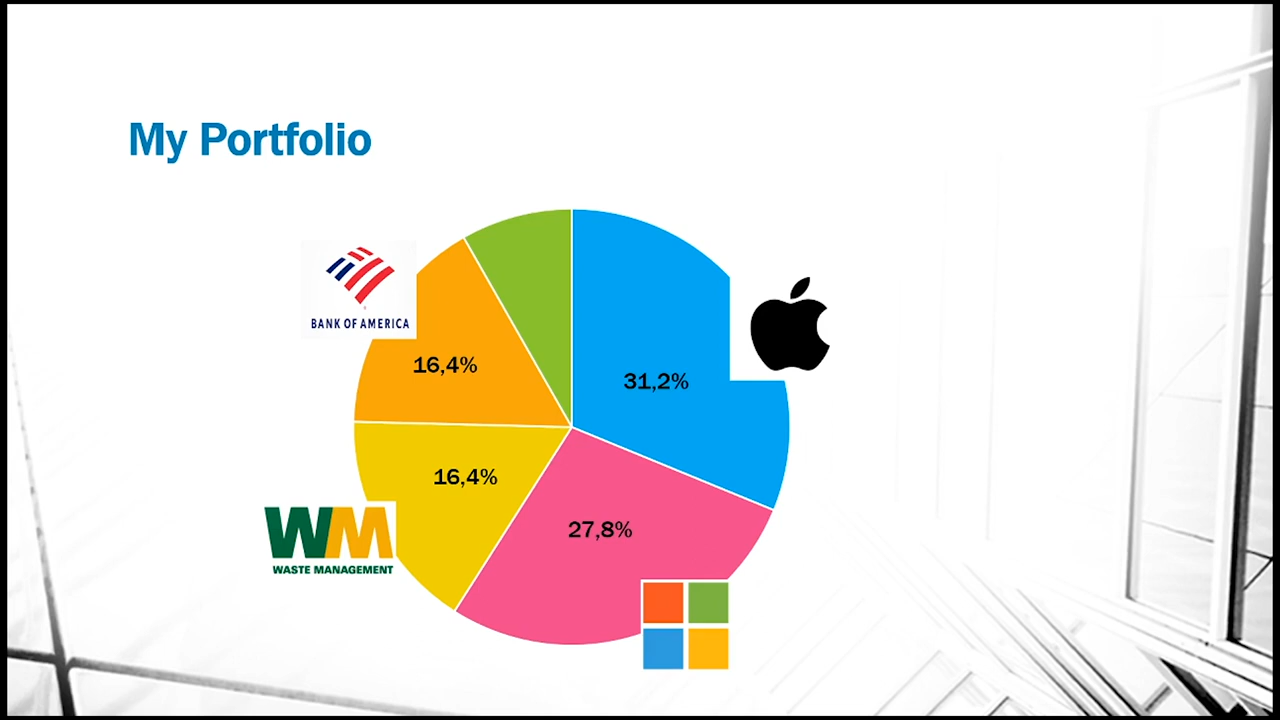 My Portfolio
BANK OF AMERICA
16,4%
31,2%
16,4%
27,8%
WM
WASTE MANAGEMENT